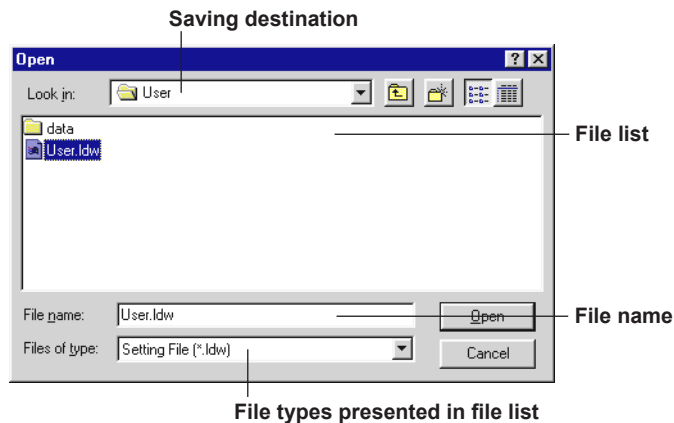 Saving destination
Open
Look in: User
data
User.ldw
File list
File name: User.ldw Open
File name
Files of type: Setting File (*.ldw) Cancel
File types presented in file list